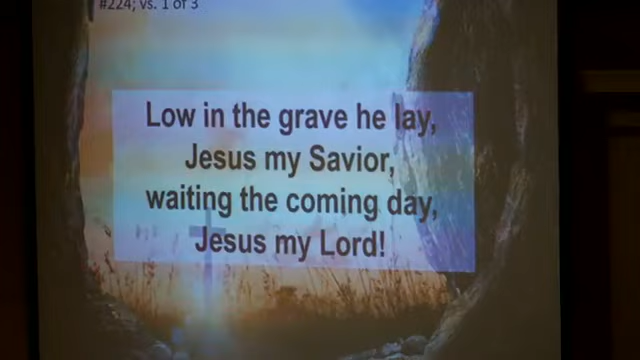 #224; vs. 1 of 3
Low in the grave he lay,
Jesus my Savior,
waiting the coming day,
Jesus my Lord!